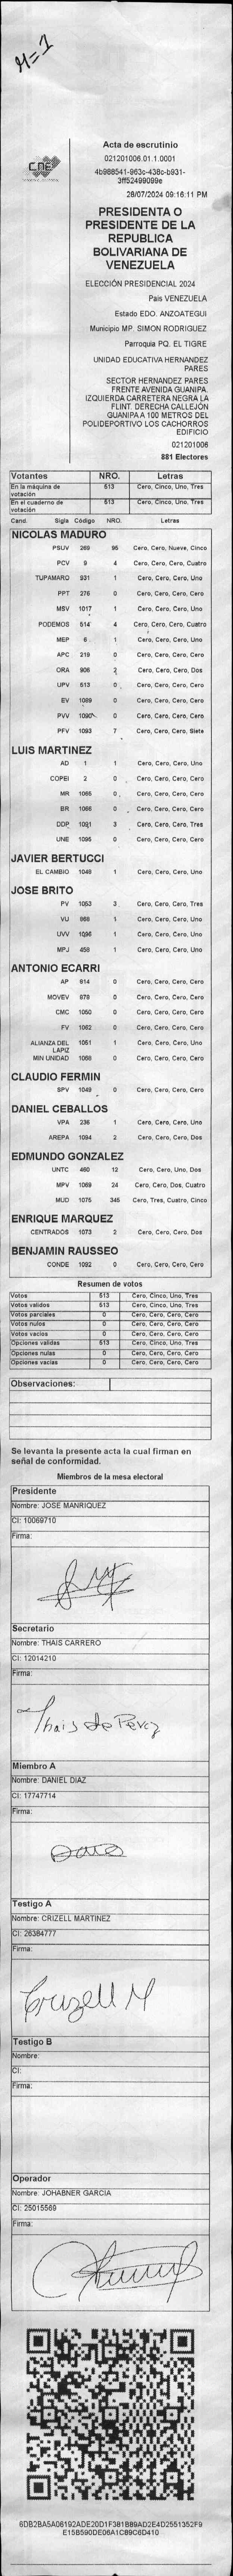 M=1
CNE
Acta de escrutinio
021201006.01.1.0001
4b988541-963c-438c-b931-
3ff52499099e
28/07/2024 09:16:11 PM
PRESIDENTA O
PRESIDENTE DE LA
REPUBLICA
BOLIVARIANA DE
VENEZUELA
ELECCIÓN PRESIDENCIAL 2024
Pais VENEZUELA
Estado EDO. ANZOATEGUI
Municipio MP. SIMON RODRIGUEZ
Parroquia PQ. EL TIGRE
UNIDAD EDUCATIVA HERNANDEZ
PARES
SECTOR HERNANDEZ PARES
FRENTE AVENIDA GUANIPA.
IZQUIERDA CARRETERA NEGRA LA
FLINT. DERECHA CALLEJÓN
GUANIPA A 100 METROS DEL
POLIDEPORTIVO LOS CACHORROS
EDIFICIO
021201006
881 Electores
Votantes NRO. Letras
En la máquina de votación 513 Cero, Cinco, Uno, Tres
En el cuaderno de votación 513 Cero, Cinco, Uno, Tres
Cand. Sigla Código NRO. Letras
NICOLAS MADURO
PSUV 269 95 Cero, Cero, Nueve, Cinco
PCV 9 4 Cero, Cero, Cero, Cuatro
TUPAMARO 931 1 Cero, Cero, Cero, Uno
PPT 276 0 Cero, Cero, Cero, Cero
MSV 1017 1 Cero, Cero, Cero, Uno
PODEMOS 514 4 Cero, Cero, Cero, Cuatro
MEP 6 1 Cero, Cero, Cero, Uno
APC 219 0 Cero, Cero, Cero, Cero
ORA 906 2 Cero, Cero, Cero, Dos
UPV 613 0 Cero, Cero, Cero, Cero
EV 1089 0 Cero, Cero, Cero, Cero
PVV 1090 0 Cero, Cero, Cero, Cero
PFV 1093 7 Cero, Cero, Cero, Siete
LUIS MARTINEZ
AD 1 1 Cero, Cero, Cero, Uno
COPEI 2 0 Cero, Cero, Cero, Cero
MR 1065 0 Cero, Cero, Cero, Cero
BR 1066 0 Cero, Cero, Cero, Cero
DDP 1091 3 Cero, Cero, Cero, Tres
UNE 1095 0 Cero, Cero, Cero, Cero
JAVIER BERTUCCI
EL CAMBIO 1048 1 Cero, Cero, Cero, Uno
JOSE BRITO
PV 1053 3 Cero, Cero, Cero, Tres
VU 988 1 Cero, Cero, Cero, Uno
UVV 1096 1 Cero, Cero, Cero, Uno
MPJ 458 1 Cero, Cero, Cero, Uno
ANTONIO ECARRI
AP 914 0 Cero, Cero, Cero, Cero
MOVEV 979 0 Cero, Cero, Cero, Cero
CMC 1050 0 Cero, Cero, Cero, Cero
FV 1062 0 Cero, Cero, Cero, Cero
ALIANZA DEL LAPIZ 1051 1 Cero, Cero, Cero, Uno
MIN UNIDAD 1068 0 Cero, Cero, Cero, Cero
CLAUDIO FERMIN
SPV 1049 0 Cero, Cero, Cero, Cero
DANIEL CEBALLOS
VPA 236 1 Cero, Cero, Cero, Uno
AREPA 1094 2 Cero, Cero, Cero, Dos
EDMUNDO GONZALEZ
UNTC 460 12 Cero, Cero, Uno, Dos
MPV 1069 24 Cero, Cero, Dos, Cuatro
MUD 1075 345 Cero, Tres, Cuatro, Cinco
ENRIQUE MARQUEZ
CENTRADOS 1073 2 Cero, Cero, Cero, Dos
BENJAMIN RAUSSEO
CONDE 1092 0 Cero, Cero, Cero, Cero
Resumen de votos
Votos 513 Cero, Cinco, Uno, Tres
Votos validos 513 Cero, Cinco, Uno, Tres
Votos parciales 0 Cero, Cero, Cero, Cero
Votos nulos 0 Cero, Cero, Cero, Cero
Votos vacios 0 Cero, Cero, Cero, Cero
Opciones validas 513 Cero, Cinco, Uno, Tres
Opciones nulas 0 Cero, Cero, Cero, Cero
Opciones vacias 0 Cero, Cero, Cero, Cero
Observaciones:
Se levanta la presente acta la cual firman en
señal de conformidad.
Miembros de la mesa electoral
Presidente
Nombre: JOSE MANRIQUEZ
CI: 10069710
Firma:
Secretario
Nombre: THAIS CARRERO
CI: 12014210
Firma:
Thais de Perez
Miembro A
Nombre: DANIEL DIAZ
CI: 17747714
Firma:
Testigo A
Nombre: CRIZELL MARTINEZ
CI: 26384777
Firma:
Crizell M
Testigo B
Nombre:
CI:
Firma:
Operador
Nombre: JOHABNER GARCIA
CI: 25015569
Firma:
6DB2BA5A06192ADE20D1F381B89AD2E4D2551352F9
E15B590DE06A1C89C6D410